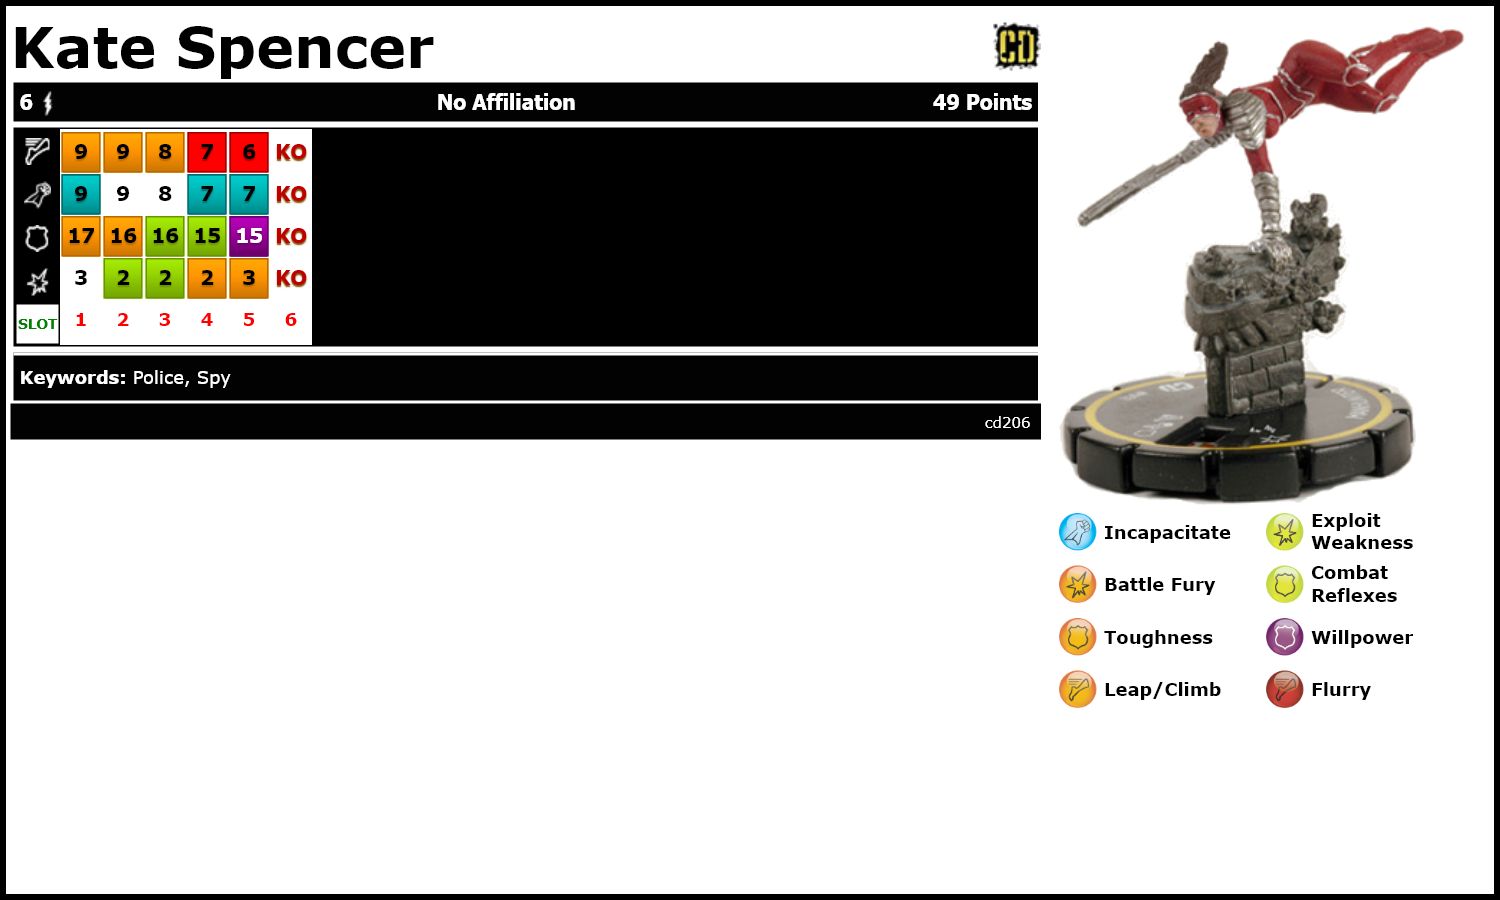 Kate Spencer
CD
6 No Affiliation 49 Points
9 9 8 7 6 KO
9 9 8 7 7 KO
17 16 16 15 15 KO
3 2 2 2 3 KO
SLOT 1 2 3 4 5 6
Keywords: Police, Spy
cd206
Incapacitate
Exploit
Weakness
Battle Fury
Combat
Reflexes
Toughness
Willpower
Leap/Climb
Flurry